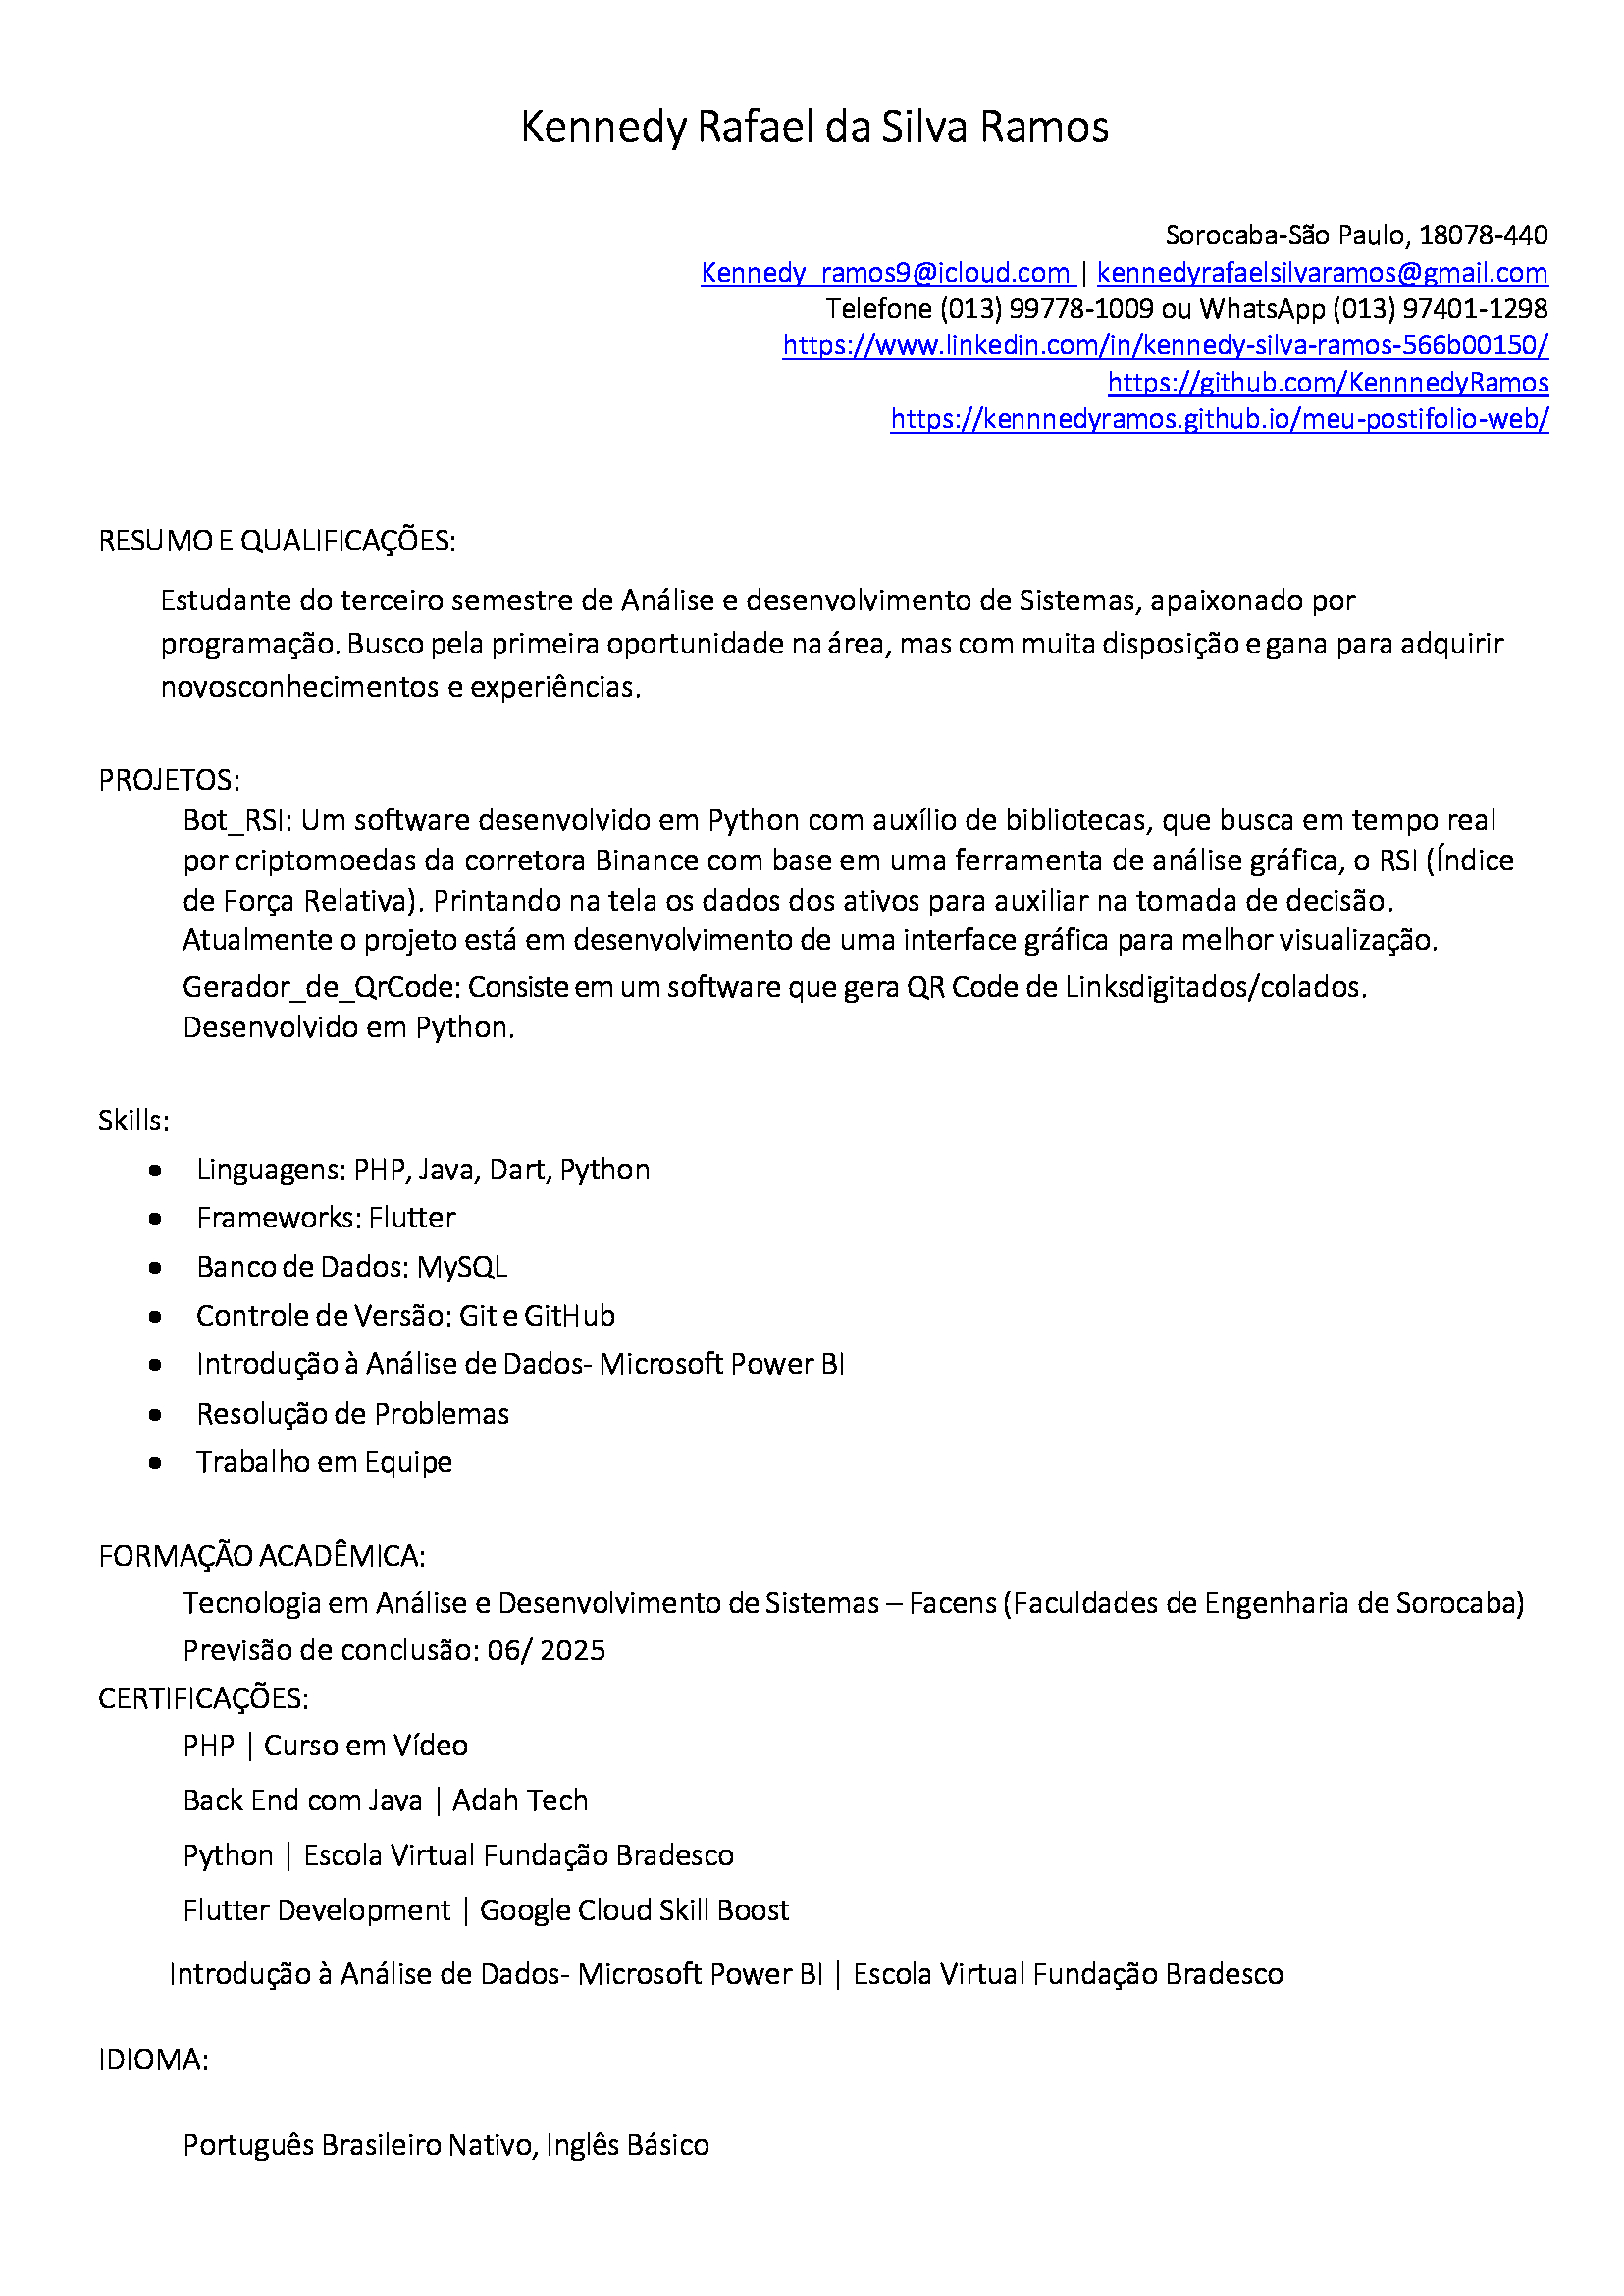 Kennedy Rafael da Silva Ramos
Sorocaba-São Paulo, 18078-440
Kennedy_ramos9@icloud.com | kennedyrafaelsilvaramos@gmail.com
Telefone (013) 99778-1009 ou WhatsApp (013) 97401-1298
https://www.linkedin.com/in/kennedy-silva-ramos-566b00150/
https://github.com/KennnedyRamos
https://kennnedyramos.github.io/meu-postifolio-web/
RESUMO E QUALIFICAÇÕES:
Estudante do terceiro semestre de Análise e desenvolvimento de Sistemas, apaixonado por
programação. Busco pela primeira oportunidade na área, mas com muita disposição e gana para adquirir
novosconhecimentos e experiências.
PROJETOS:
Bot_RSI: Um software desenvolvido em Python com auxílio de bibliotecas, que busca em tempo real
por criptomoedas da corretora Binance com base em uma ferramenta de análise gráfica, o RSI (Índice
de Força Relativa). Printando na tela os dados dos ativos para auxiliar na tomada de decisão.
Atualmente o projeto está em desenvolvimento de uma interface gráfica para melhor visualização.
Gerador_de_QrCode: Consiste em um software que gera QR Code de Linksdigitados/colados.
Desenvolvido em Python.
Skills:
• Linguagens: PHP, Java, Dart, Python
• Frameworks: Flutter
• Banco de Dados: MySQL
• Controle de Versão: Git e GitHub
• Introdução à Análise de Dados- Microsoft Power BI
• Resolução de Problemas
• Trabalho em Equipe
FORMAÇÃO ACADÊMICA:
Tecnologia em Análise e Desenvolvimento de Sistemas – Facens (Faculdades de Engenharia de Sorocaba)
Previsão de conclusão: 06/ 2025
CERTIFICAÇÕES:
PHP | Curso em Vídeo
Back End com Java | Adah Tech
Python | Escola Virtual Fundação Bradesco
Flutter Development | Google Cloud Skill Boost
Introdução à Análise de Dados- Microsoft Power BI | Escola Virtual Fundação Bradesco
IDIOMA:
Português Brasileiro Nativo, Inglês Básico